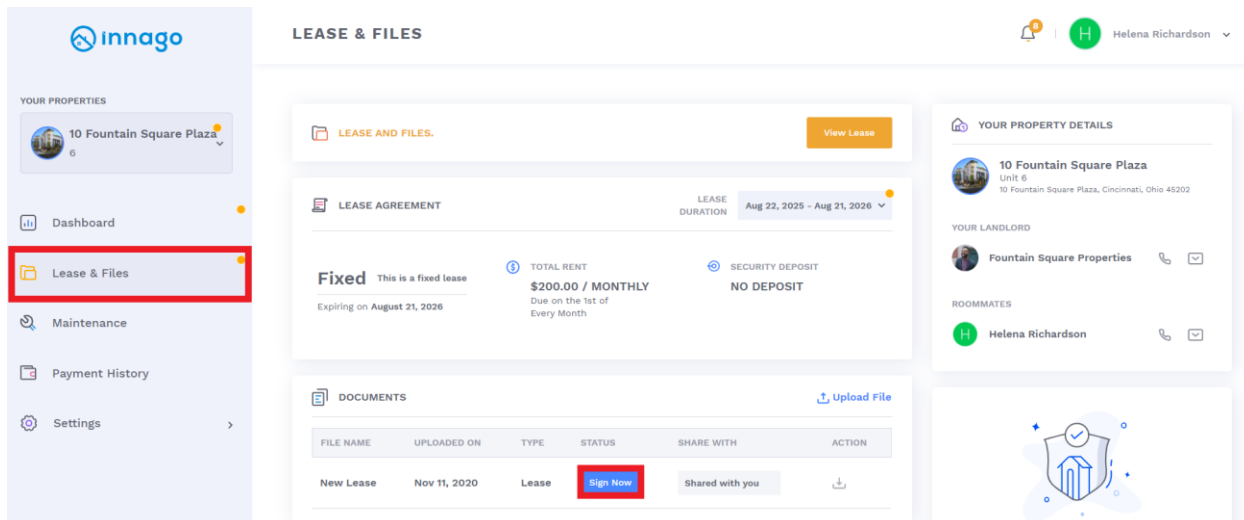 innago
LEASE & FILES
8
H
Helena Richardson
YOUR PROPERTIES
10 Fountain Square Plaza
6
Dashboard
Lease & Files
Maintenance
Payment History
Settings
LEASE AND FILES.
View Lease
LEASE AGREEMENT
LEASE
DURATION
Aug 22, 2025 - Aug 21, 2026
Fixed This is a fixed lease
Expiring on August 21, 2026
TOTAL RENT
$200.00 / MONTHLY
Due on the 1st of
Every Month
SECURITY DEPOSIT
NO DEPOSIT
DOCUMENTS
Upload File
FILE NAME UPLOADED ON TYPE STATUS SHARE WITH ACTION
New Lease Nov 11, 2020 Lease Sign Now Shared with you
YOUR PROPERTY DETAILS
10 Fountain Square Plaza
Unit 6
10 Fountain Square Plaza, Cincinnati, Ohio 45202
YOUR LANDLORD
Fountain Square Properties
ROOMMATES
H
Helena Richardson